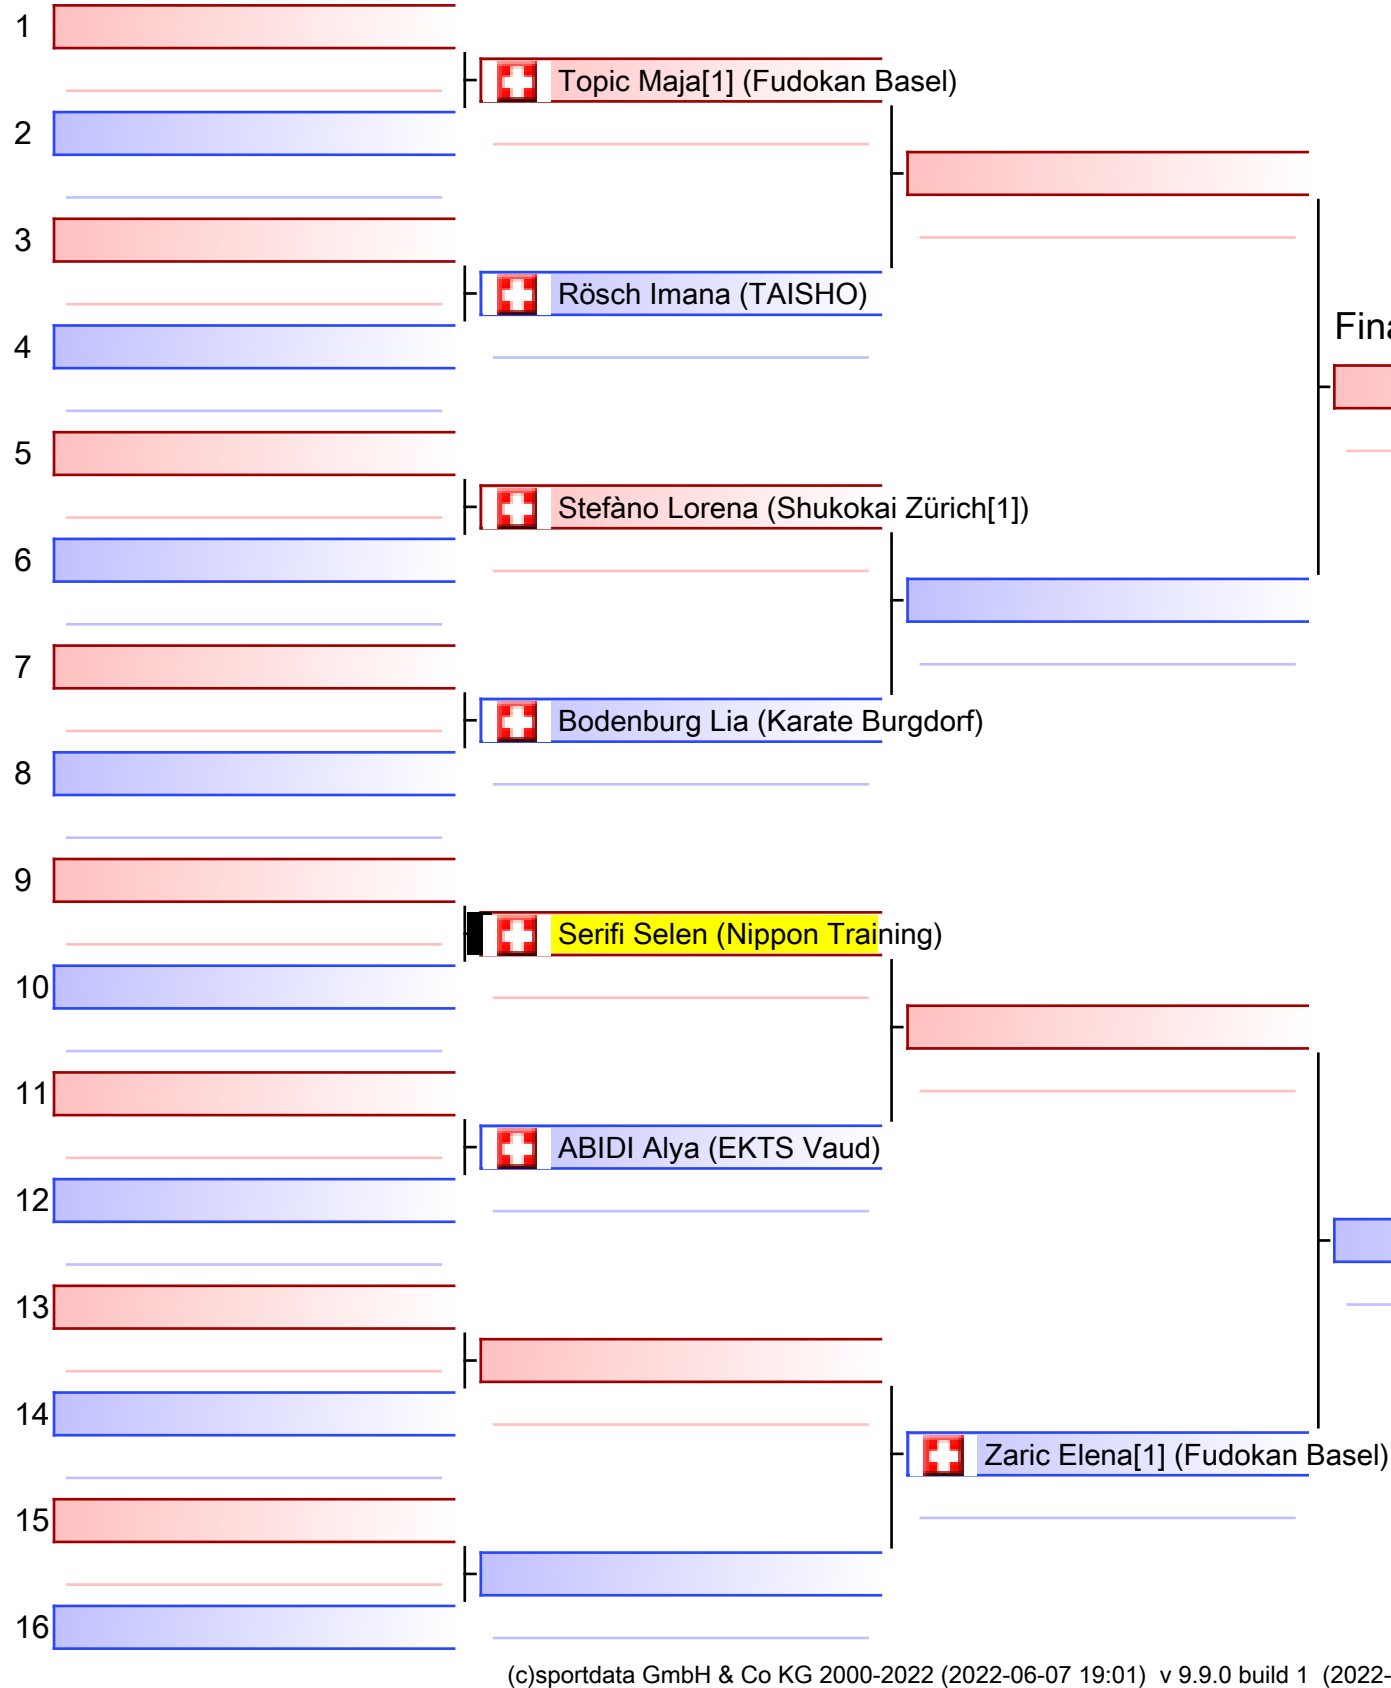 1
Topic Maja[1] (Fudokan Basel)
2
3
Rösch Imana (TAISHO)
4
Fina
5
Stefàno Lorena (Shukokai Zürich[1])
6
7
Bodenburg Lia (Karate Burgdorf)
8
9
Serifi Selen (Nippon Training)
10
11
ABIDI Alya (EKTS Vaud)
12
13
14
Zaric Elena[1] (Fudokan Basel)
15
16
(c)sportdata GmbH & Co KG 2000-2022 (2022-06-07 19:01) v 9.9.0 build 1 (2022-